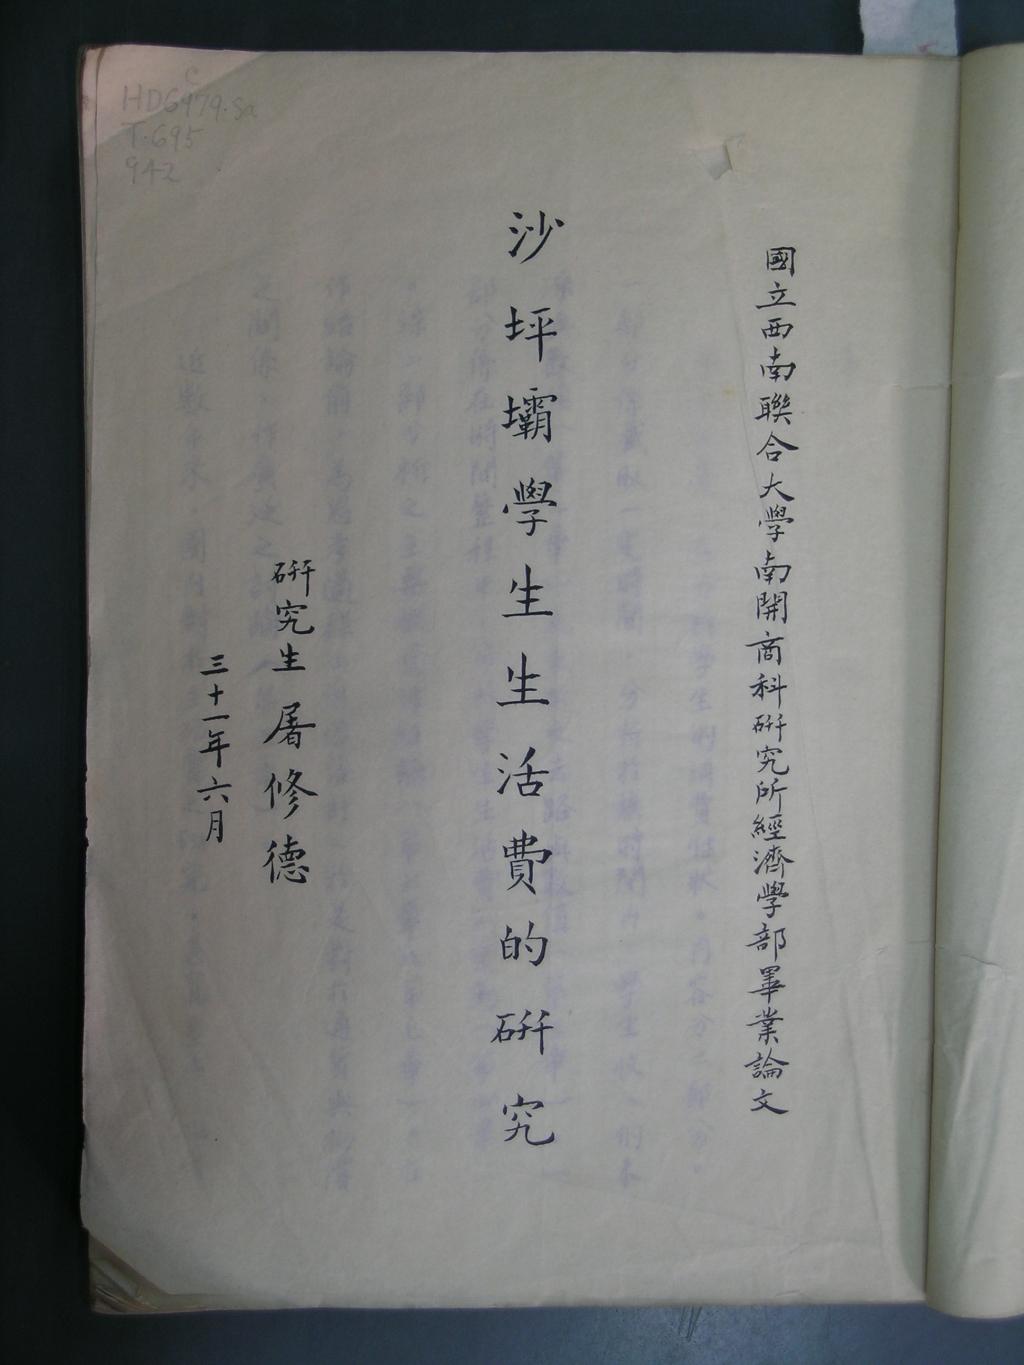 國立西南聯合大學南開商科研究所經濟學部畢業論文
沙坪壩學生生活費的研究
研究生 屠修德
三十一年六月
C
HD6979.Sa
T.695
942